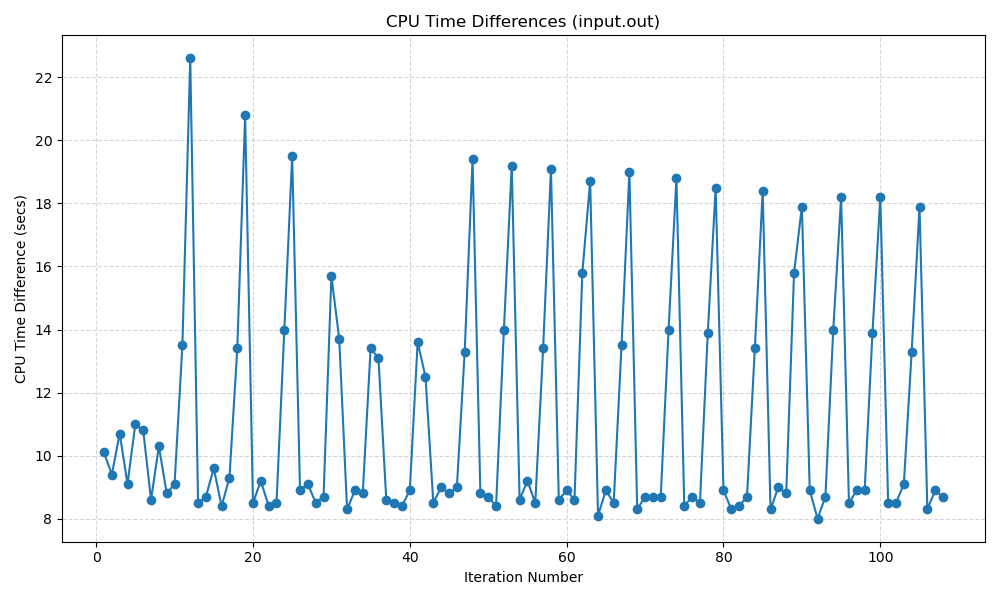 CPU Time Differences (input.out)
CPU Time Difference (secs)
22
20
18
16
14
12
10
8
0 20 40 60 80 100
Iteration Number